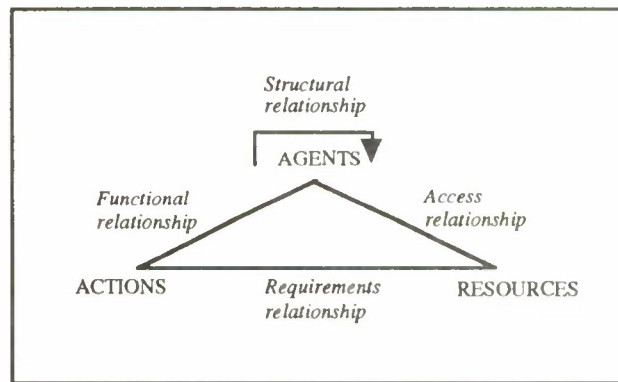 Structural
relationship
AGENTS
Functional
relationship
Access
relationship
ACTIONS
Requirements
relationship
RESOURCES